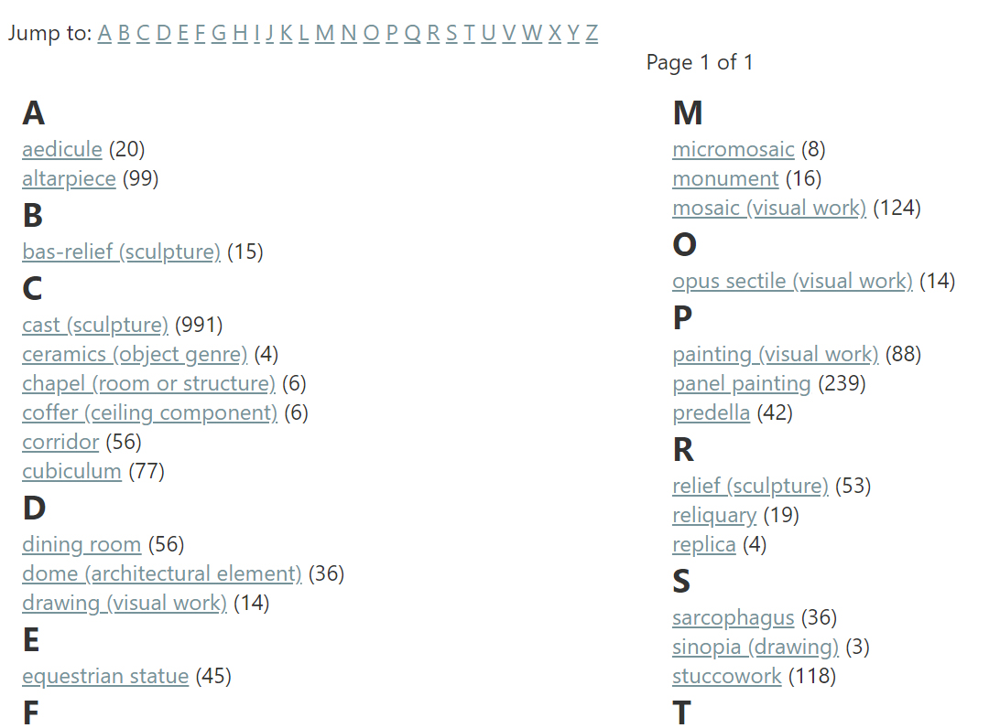 Jump to: A B C D E F G H I J K L M N O P Q R S T U V W X Y Z
Page 1 of 1
A
aedicule (20)
altarpiece (99)
B
bas-relief (sculpture) (15)
C
cast (sculpture) (991)
ceramics (object genre) (4)
chapel (room or structure) (6)
coffer (ceiling component) (6)
corridor (56)
cubiculum (77)
D
dining room (56)
dome (architectural element) (36)
drawing (visual work) (14)
E
equestrian statue (45)
F
M
micromosaic (8)
monument (16)
mosaic (visual work) (124)
O
opus sectile (visual work) (14)
P
painting (visual work) (88)
panel painting (239)
predella (42)
R
relief (sculpture) (53)
reliquary (19)
replica (4)
S
sarcophagus (36)
sinopia (drawing) (3)
stuccowork (118)
T